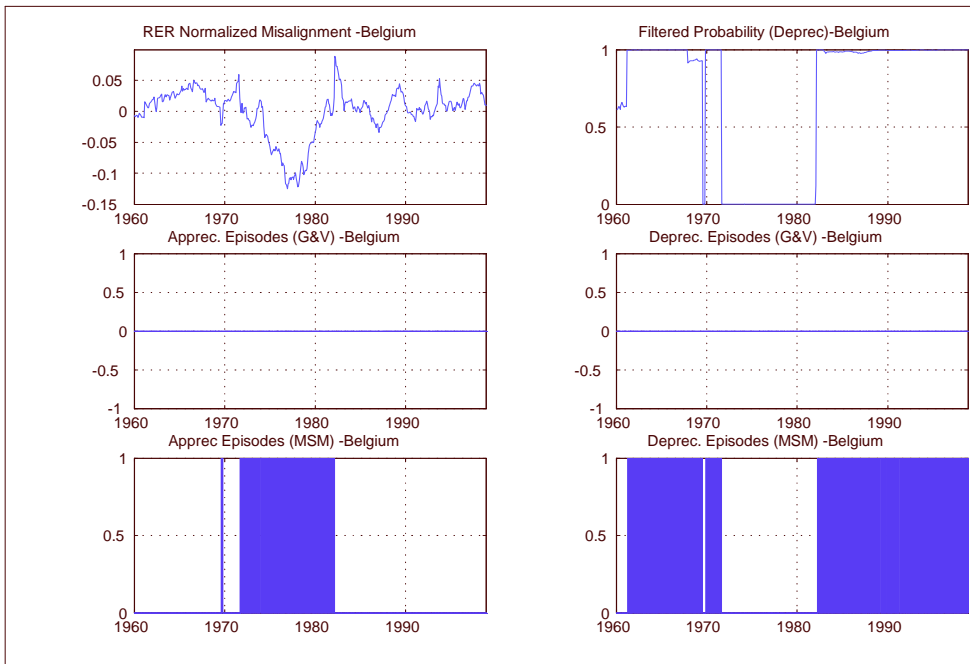 RER Normalized Misalignment -Belgium
0.05
0
-0.05
-0.1
-0.15
1960 1970 1980 1990
Filtered Probability (Deprec)-Belgium
1
0.5
0
1960 1970 1980 1990
Apprec. Episodes (G&V) -Belgium
1
0.5
0
-0.5
-1
1960 1970 1980 1990
Deprec. Episodes (G&V) -Belgium
1
0.5
0
-0.5
-1
1960 1970 1980 1990
Apprec Episodes (MSM) -Belgium
1
0.5
0
1960 1970 1980 1990
Deprec. Episodes (MSM) -Belgium
1
0.5
0
1960 1970 1980 1990